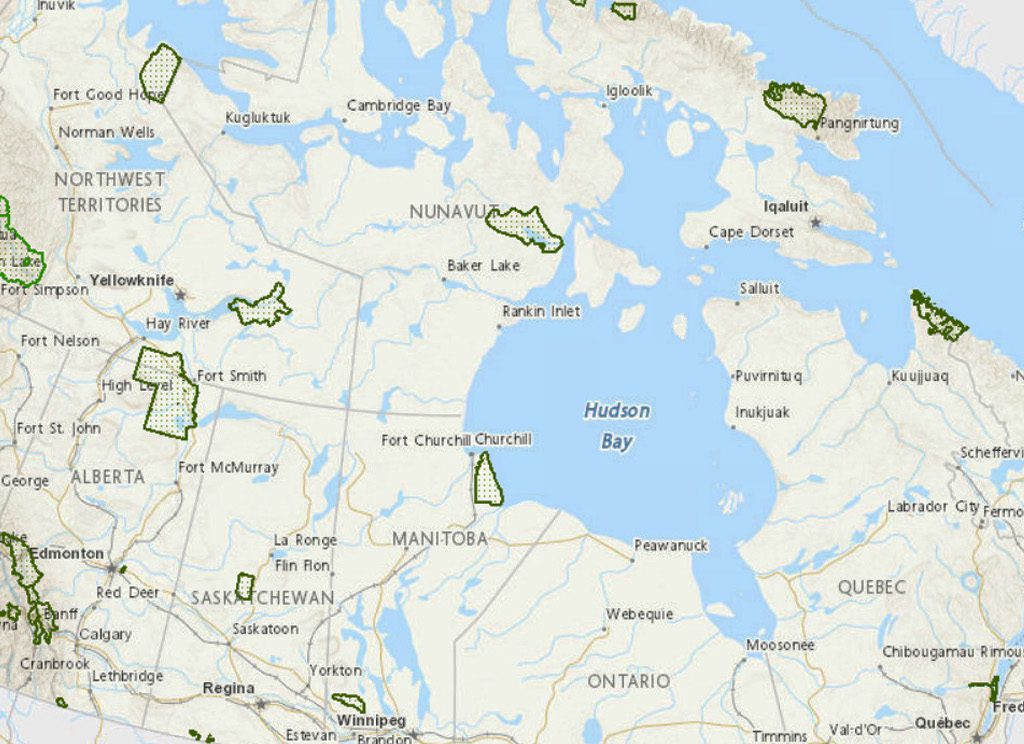 Inuvik
Fort Good Hope
Norman Wells
Kugluktuk
Cambridge Bay
Igloolik
Pangnirtung
NORTHWEST
TERRITORIES
NUNAVUT
Iqaluit
Cape Dorset
Baker Lake
Lake
Fort Simpson
Yellowknife
Salluit
Rankin Inlet
Hay River
Fort Nelson
High Level
Fort Smith
Puvirnituq
Kuujjuaq
Hudson
Bay
Inukjuak
Fort St. John
Fort Churchill
Churchill
George
ALBERTA
Fort McMurray
Scheffervi
Labrador City
Fermo
La Ronge
MANITOBA
Edmonton
Flin Flon
Peawanuck
Red Deer
SASKATCHEWAN
QUEBEC
Banff
Calgary
Saskatoon
Webequie
Moosonee
Chibougamau
Rimous
Cranbrook
Lethbridge
Yorkton
Regina
ONTARIO
Winnipeg
Fred
Estevan
Brandon
Timmins
Val-d'Or
Québec